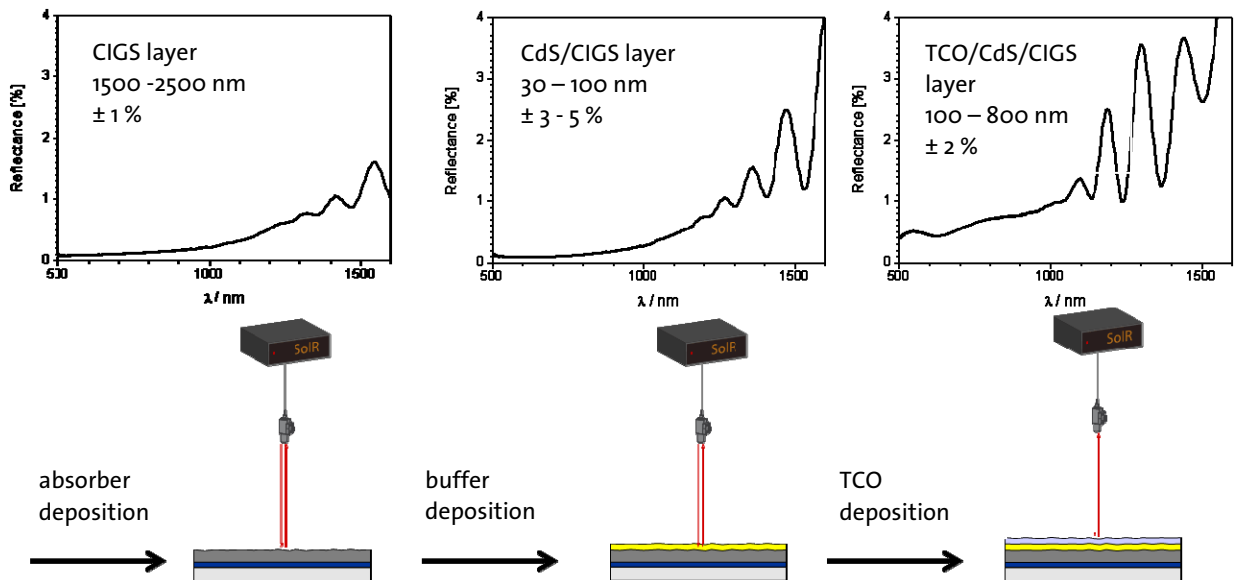 4
3
2
1
0
Reflectance [%]
CIGS layer
1500 -2500 nm
± 1 %
500
1000
1500
λ / nm
4
3
2
1
0
Reflectance [%]
CdS/CIGS layer
30 – 100 nm
± 3 - 5 %
500
1000
1500
λ / nm
4
3
2
1
0
Reflectance [%]
TCO/CdS/CIGS
layer
100 – 800 nm
± 2 %
500
1000
1500
λ / nm
SolR
SolR
SolR
absorber
deposition
buffer
deposition
TCO
deposition